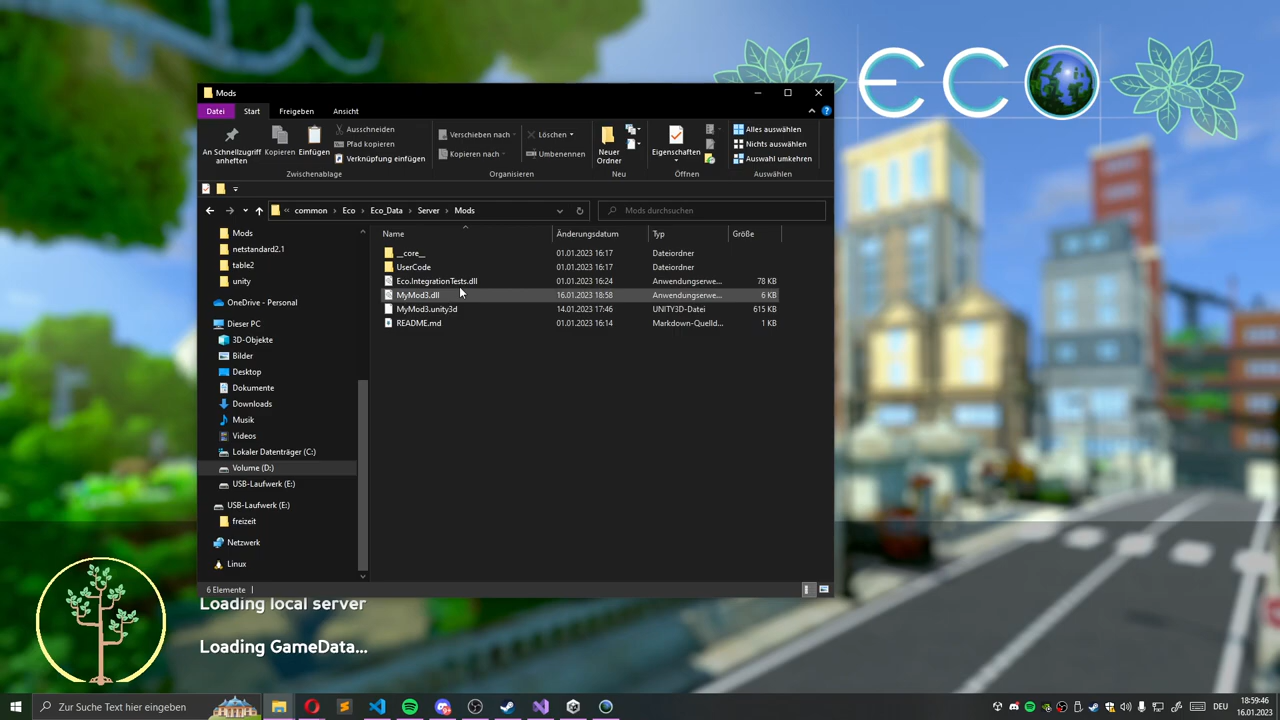 ECO
Mods
Datei Start Freigeben Ansicht
An Schnellzugriff anheften
Kopieren
Einfügen
Ausschneiden
Pfad kopieren
Verknüpfung einfügen
Zwischenablage
Verschieben nach
Kopieren nach
Löschen
Umbenennen
Organisieren
Neuer Ordner
Neu
Eigenschaften
Öffnen
Alles auswählen
Nichts auswählen
Auswahl umkehren
Auswählen
« common > Eco > Eco_Data > Server > Mods
Mods durchsuchen
Mods
netstandard2.1
table2
unity
OneDrive - Personal
Dieser PC
3D-Objekte
Bilder
Desktop
Dokumente
Downloads
Musik
Videos
Lokaler Datenträger (C:)
Volume (D:)
USB-Laufwerk (E:)
USB-Laufwerk (E:)
freizeit
Netzwerk
Linux
Name Änderungsdatum Typ Größe
__core__ 01.01.2023 16:17 Dateiordner
UserCode 01.01.2023 16:17 Dateiordner
Eco.IntegrationTests.dll 01.01.2023 16:24 Anwendungserwe... 78 KB
MyMod3.dll 16.01.2023 18:58 Anwendungserwe... 6 KB
MyMod3.unity3d 14.01.2023 17:46 UNITY3D-Datei 615 KB
README.md 01.01.2023 16:14 Markdown-Quelld... 1 KB
6 Elemente
Loading local server
Loading GameData...
Zur Suche Text hier eingeben
DEU
18:59:46
16.01.2023